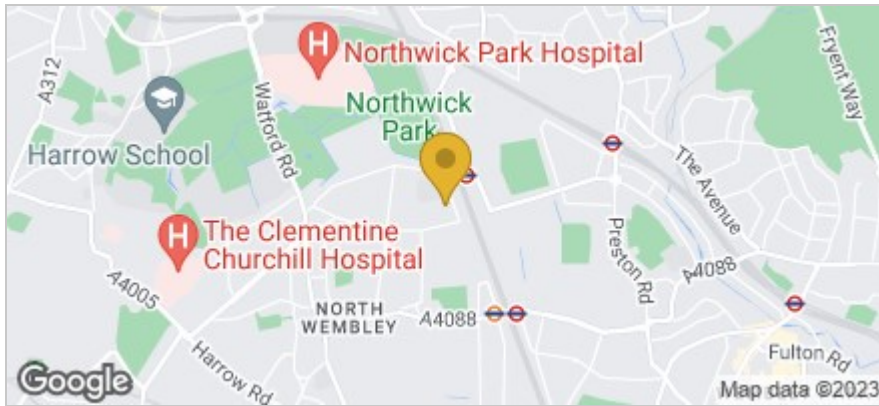 A312
Northwick Park Hospital
Fryent Way
Watford Rd
Northwick
Park
Harrow School
The Avenue
The Clementine
Churchill Hospital
Preston Rd
A4088
A4005
NORTH
WEMBLEY
A4088
Harrow Rd
Fulton Rd
Google
Map data ©2023